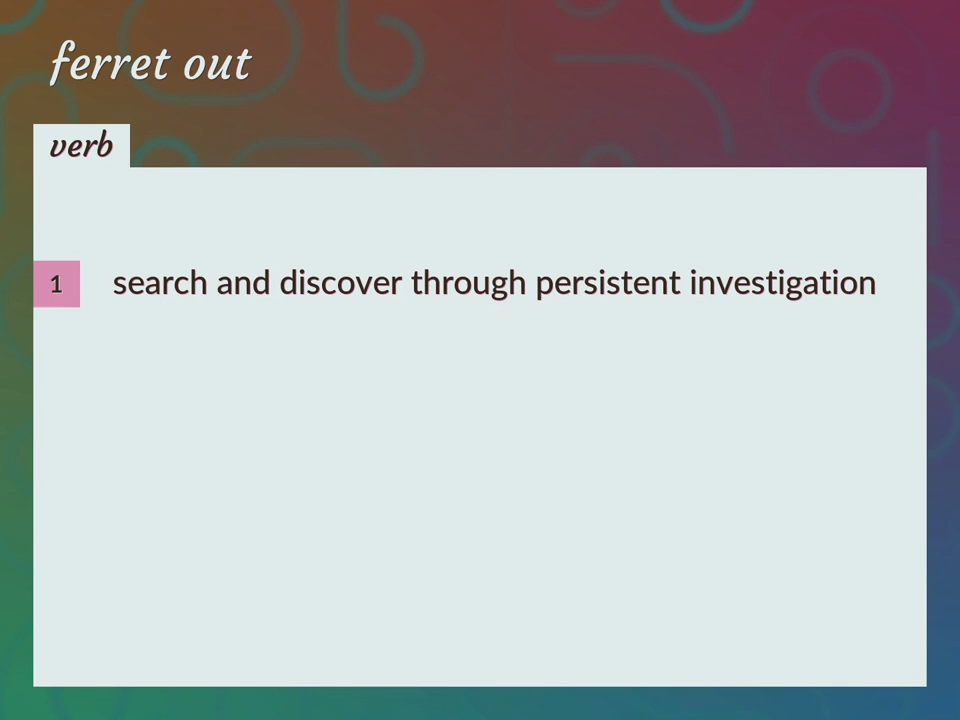 ferret out
verb
1 search and discover through persistent investigation